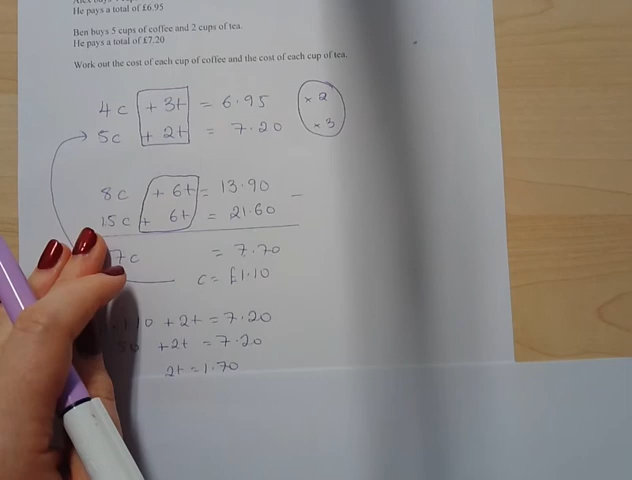 He pays a total of £6.95
Ben buys 5 cups of coffee and 2 cups of tea.
He pays a total of £7.20
Work out the cost of each cup of coffee and the cost of each cup of tea.
4c + 3t = 6.95 × 2
5c + 2t = 7.20 × 3
8c + 6t = 13.90 −
15c + 6t = 21.60
7c = 7.70
c = £1.10
+ 2t = 7.20
+2t = 7.20
2t = 1.70